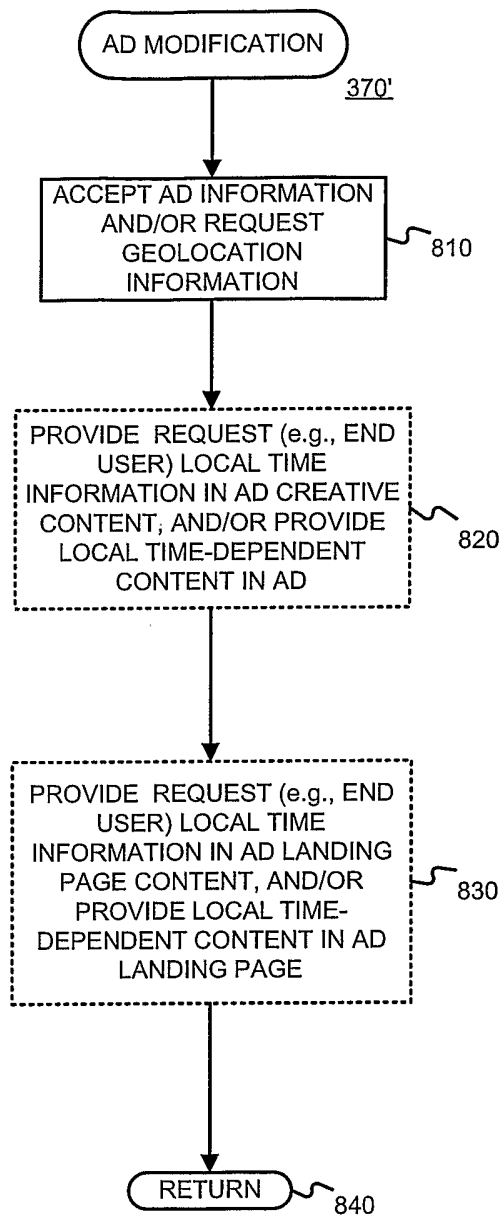 AD MODIFICATION
370'
ACCEPT AD INFORMATION
AND/OR REQUEST
GEOLOCATION
INFORMATION
810
PROVIDE REQUEST (e.g., END
USER) LOCAL TIME
INFORMATION IN AD CREATIVE
CONTENT, AND/OR PROVIDE
LOCAL TIME-DEPENDENT
CONTENT IN AD
820
PROVIDE REQUEST (e.g., END
USER) LOCAL TIME
INFORMATION IN AD LANDING
PAGE CONTENT, AND/OR
PROVIDE LOCAL TIME-
DEPENDENT CONTENT IN AD
LANDING PAGE
830
RETURN
840